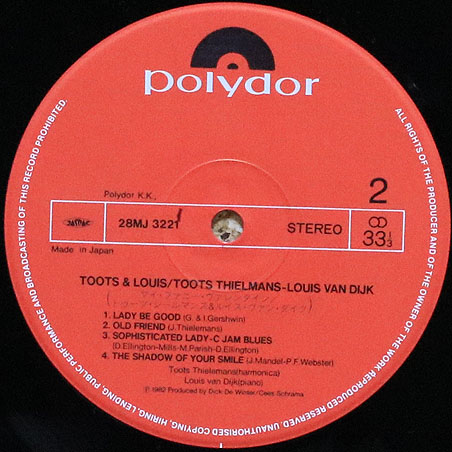 polydor
Polydor K.K.,
2
JASRAC
28MJ 3221
STEREO
33 1/3
Made in Japan
TOOTS & LOUIS/TOOTS THIELMANS-LOUIS VAN DIJK
1. LADY BE GOOD (G. & I.Gershwin)
2. OLD FRIEND (J.Thielemans)
3. SOPHISTICATED LADY-C JAM BLUES
(D.Ellington-Mills-M.Parish-D.Ellington)
4. THE SHADOW OF YOUR SMILE (J.Mandel-P.F.Webster)
Toots Thielemans(harmonica)
Louis van Dijk(piano)
℗1982 Produced by Dick De Winter/Cees Schrama
ALL RIGHTS OF THE PRODUCER AND OF THE OWNER OF THE WORK REPRODUCED RESERVED. UNAUTHORISED COPYING, HIRING, LENDING, PUBLIC PERFORMANCE AND BROADCASTING OF THIS RECORD PROHIBITED.